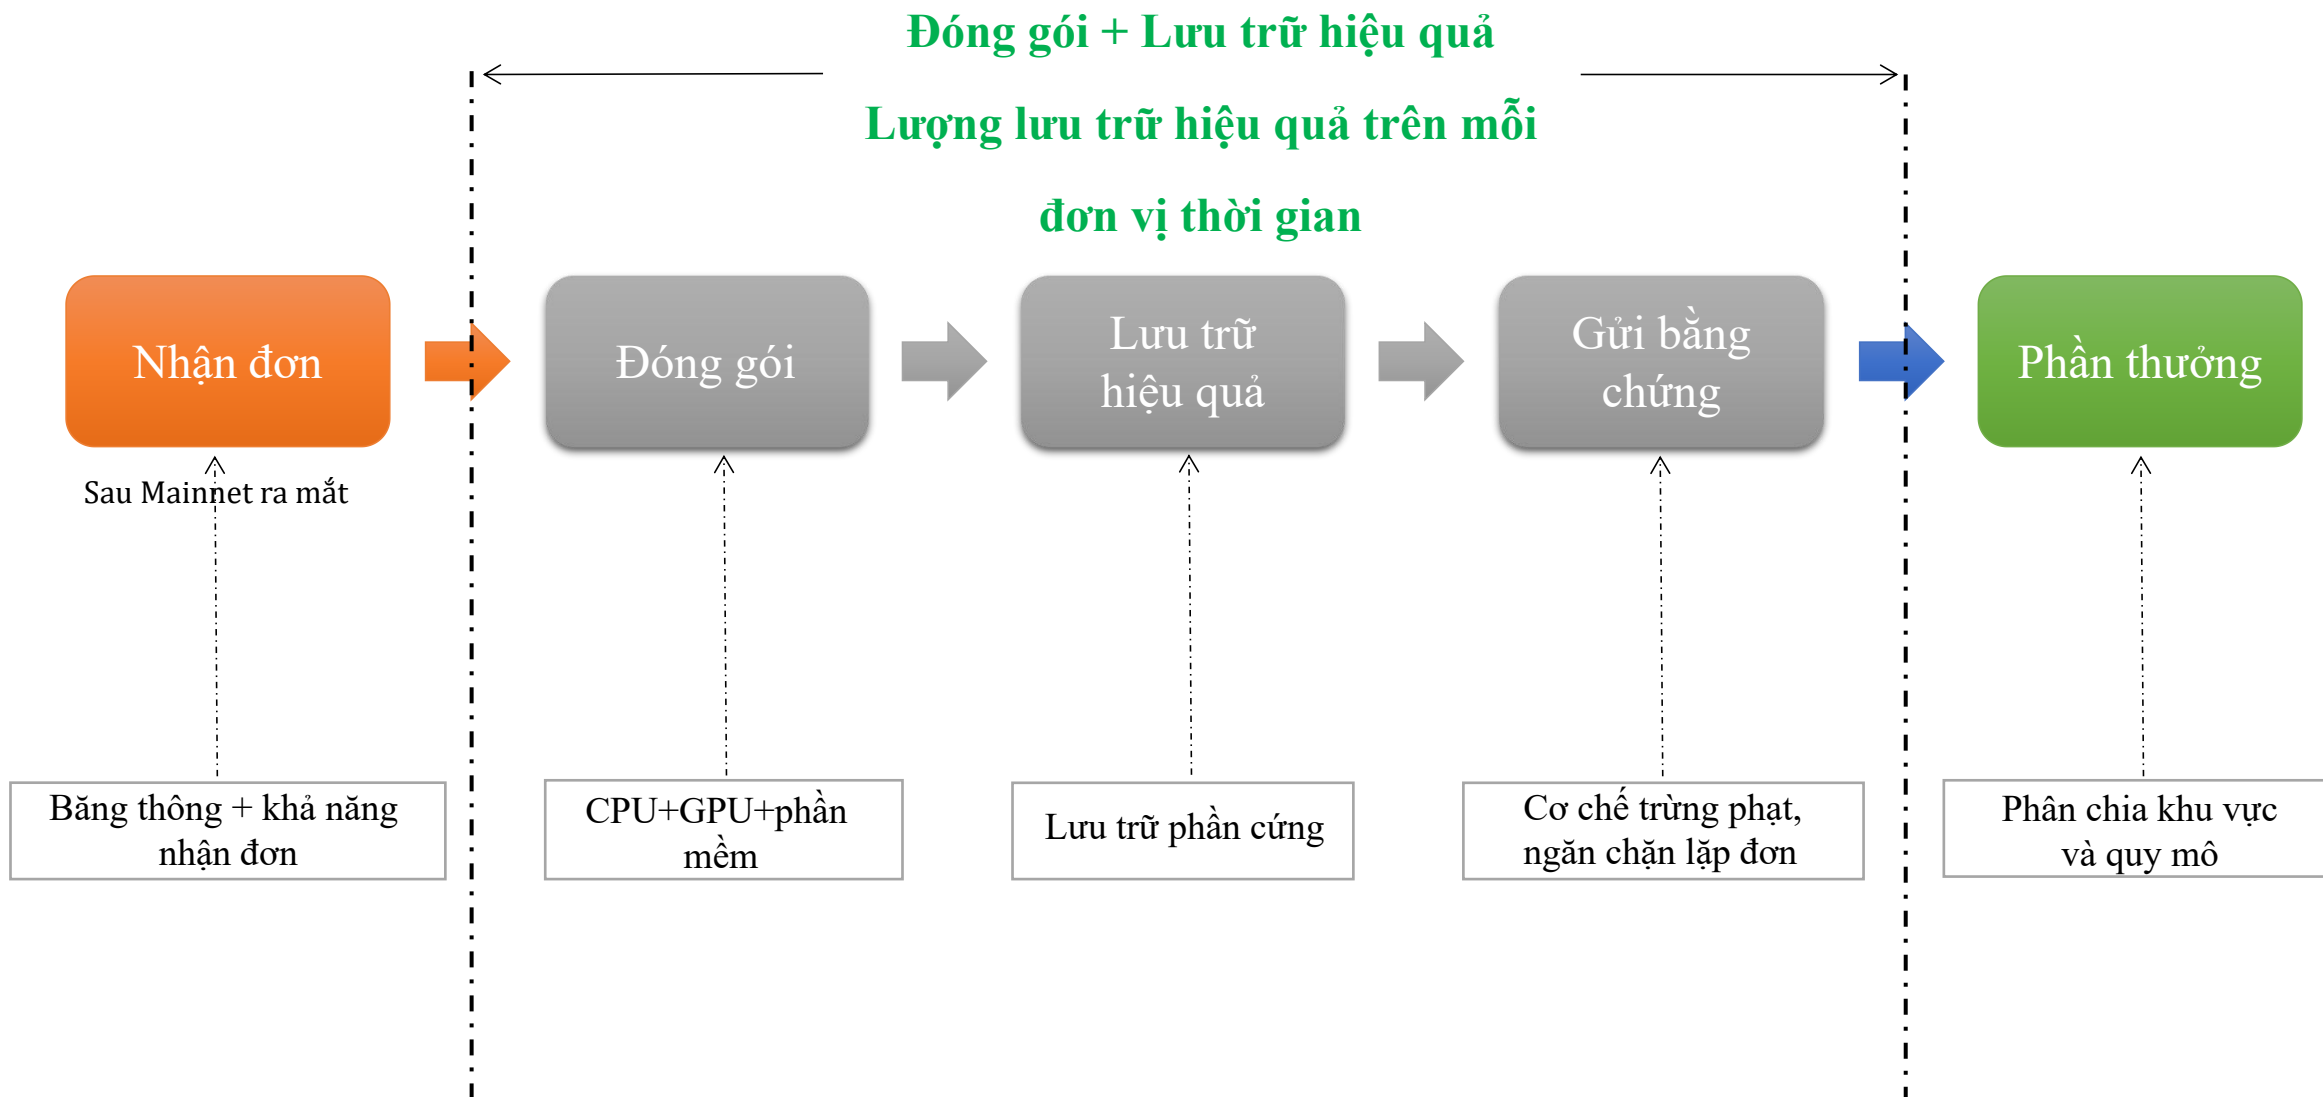 Đóng gói + Lưu trữ hiệu quả
Lượng lưu trữ hiệu quả trên mỗi
đơn vị thời gian
Nhận đơn
Đóng gói
Lưu trữ
hiệu quả
Gửi bằng
chứng
Phần thưởng
Sau Mainnet ra mắt
Băng thông + khả năng
nhận đơn
CPU+GPU+phần
mềm
Lưu trữ phần cứng
Cơ chế trừng phạt,
ngăn chặn lặp đơn
Phân chia khu vực
và quy mô